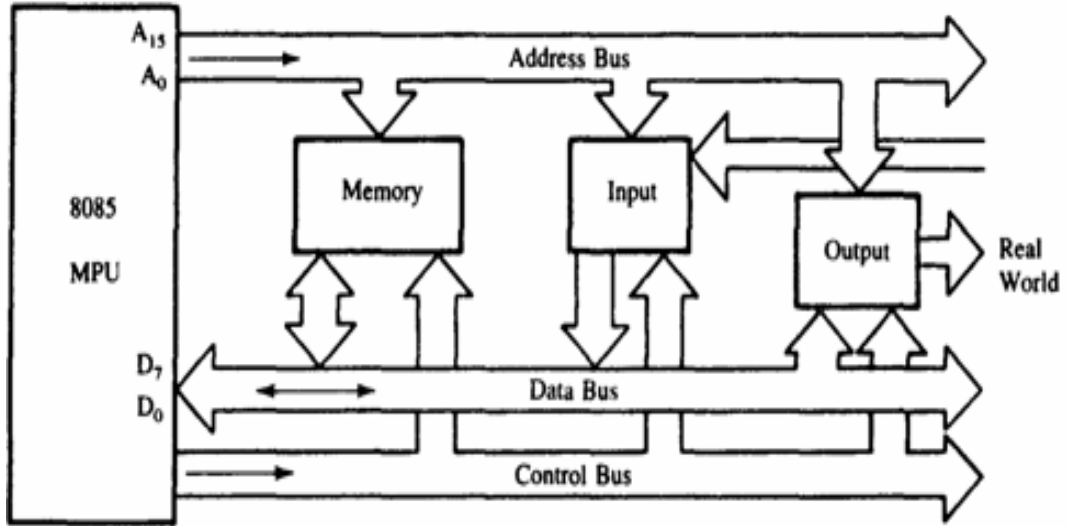 A15
Address Bus
A0
8085
MPU
Memory
Input
Output
Real
World
D7
Data Bus
D0
Control Bus